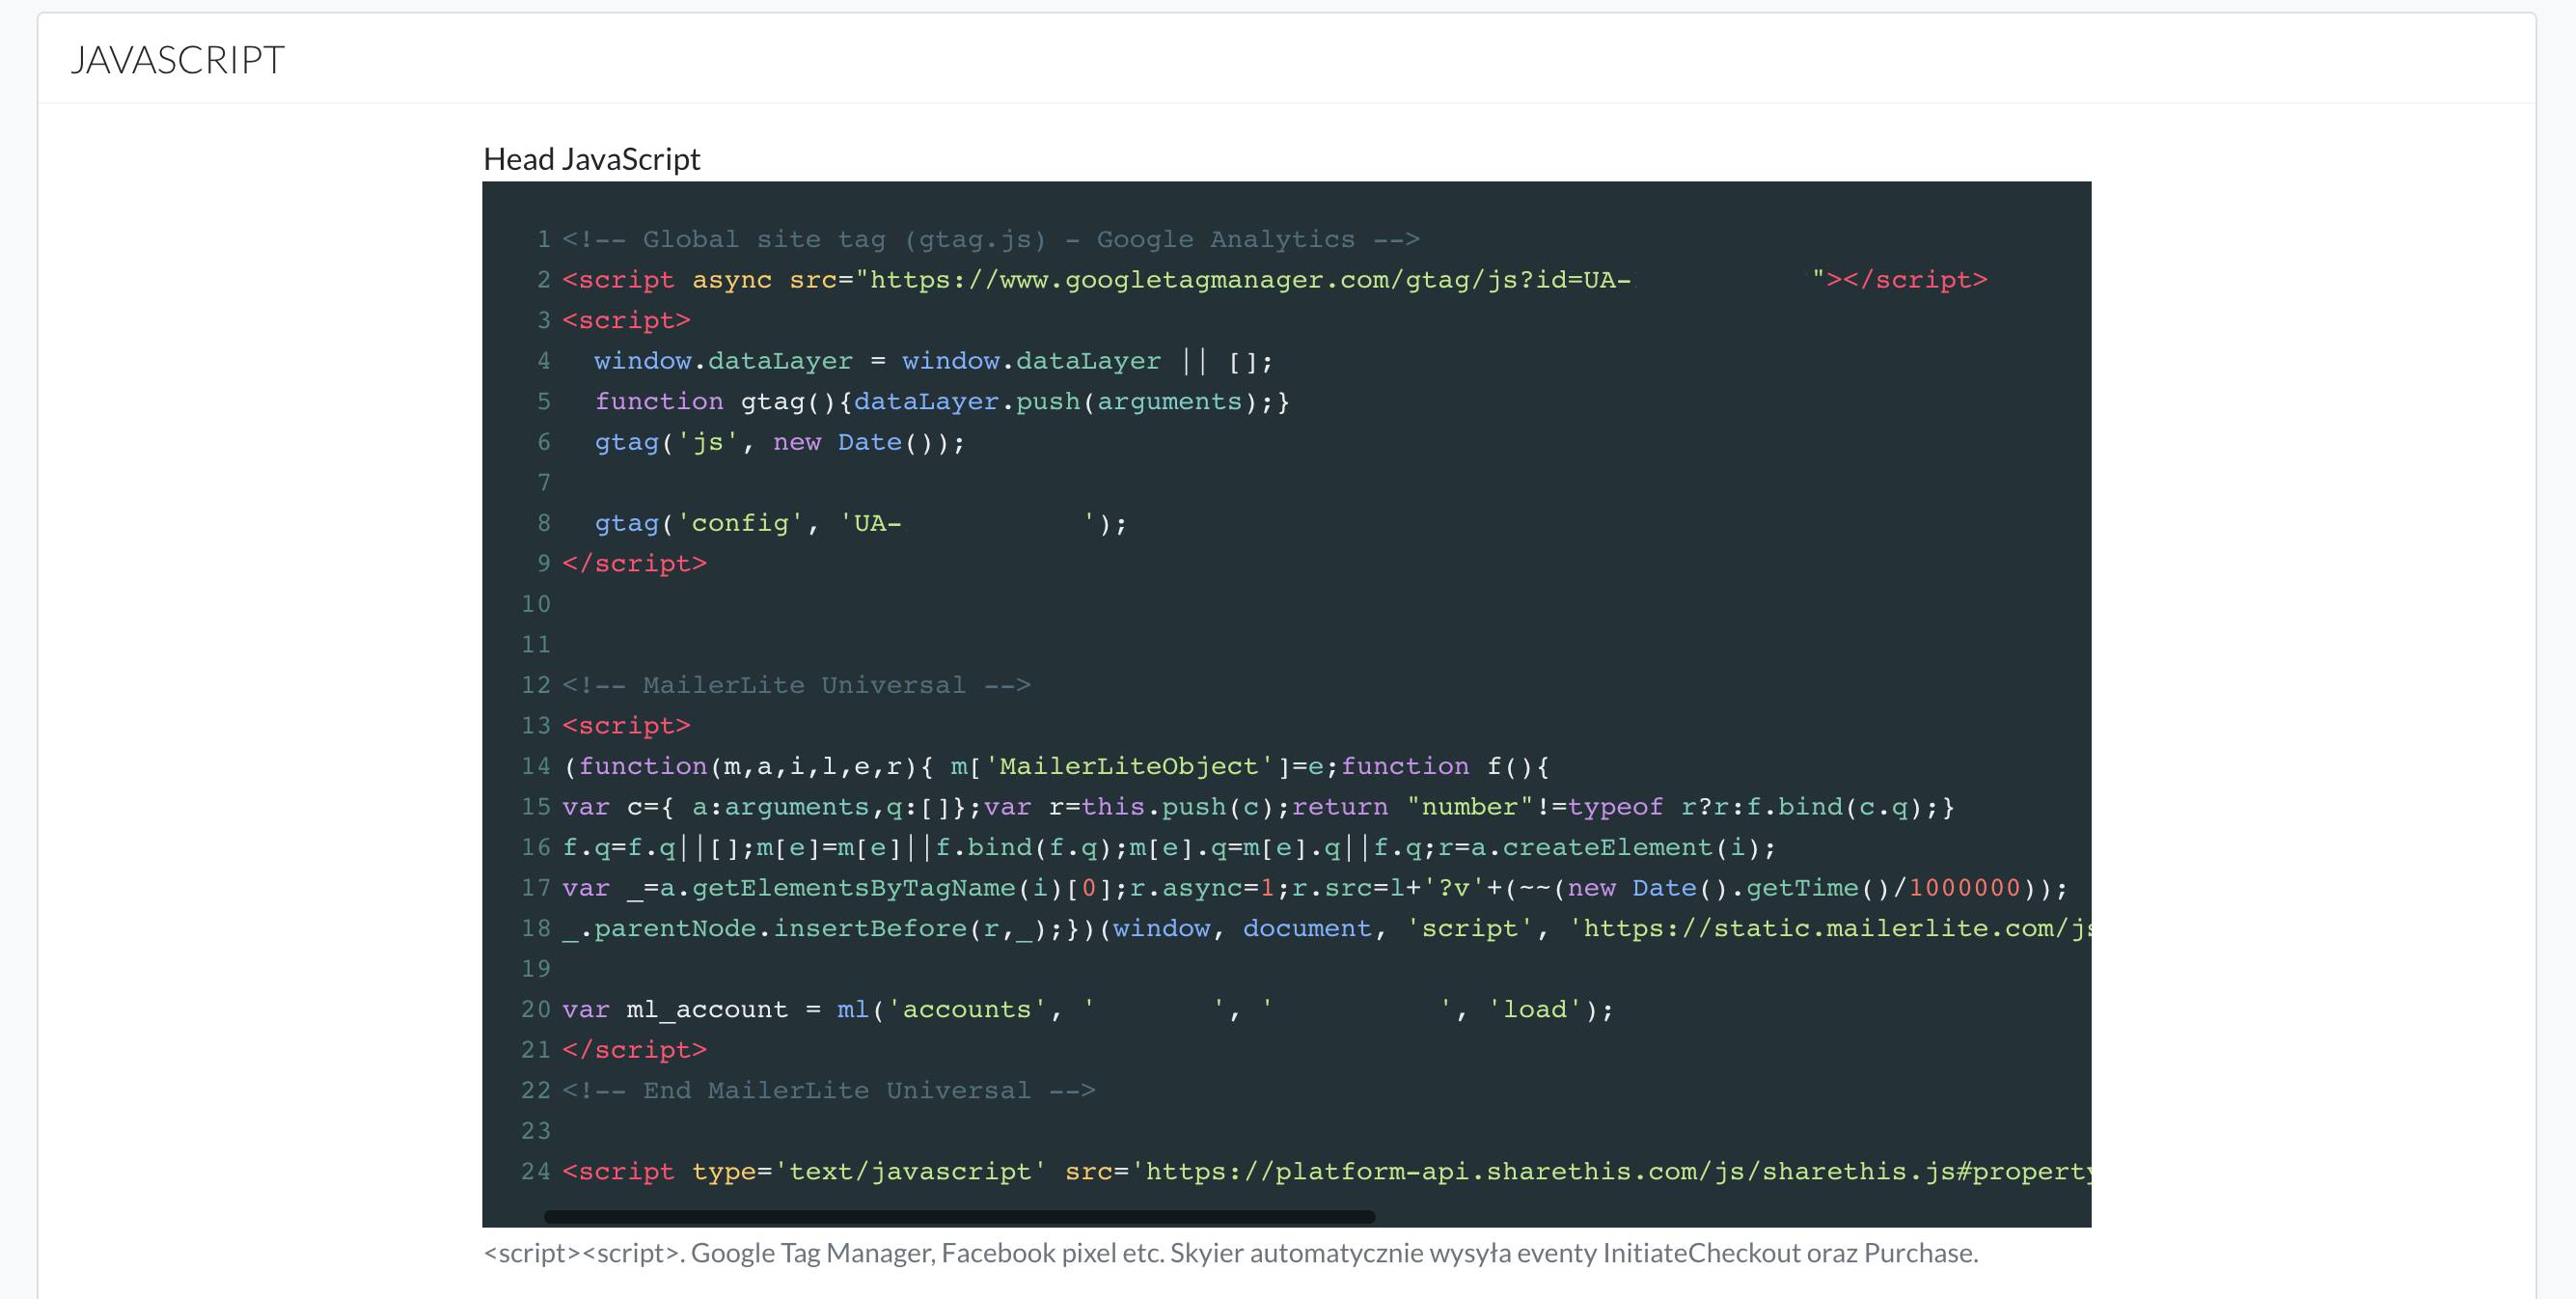 JAVASCRIPT
Head JavaScript
1 <!-- Global site tag (gtag.js) - Google Analytics -->
2 <script async src="https://www.googletagmanager.com/gtag/js?id=UA-           "></script>
3 <script>
4   window.dataLayer = window.dataLayer || [];
5   function gtag(){dataLayer.push(arguments);}
6   gtag('js', new Date());
7
8   gtag('config', 'UA-           ');
9 </script>
10
11
12 <!-- MailerLite Universal -->
13 <script>
14 (function(m,a,i,l,e,r){ m['MailerLiteObject']=e;function f(){
15 var c={ a:arguments,q:[]};var r=this.push(c);return "number"!=typeof r?r:f.bind(c.q);}
16 f.q=f.q||[];m[e]=m[e]||f.bind(f.q);m[e].q=m[e].q||f.q;r=a.createElement(i);
17 var _=a.getElementsByTagName(i)[0];r.async=1;r.src=l+'?v'+(~~(new Date().getTime()/1000000));
18 _.parentNode.insertBefore(r,_);})(window, document, 'script', 'https://static.mailerlite.com/js
19
20 var ml_account = ml('accounts', '       ', '          ', 'load');
21 </script>
22 <!-- End MailerLite Universal -->
23
24 <script type='text/javascript' src='https://platform-api.sharethis.com/js/sharethis.js#property
<script><script>. Google Tag Manager, Facebook pixel etc. Skyier automatycznie wysyła eventy InitiateCheckout oraz Purchase.